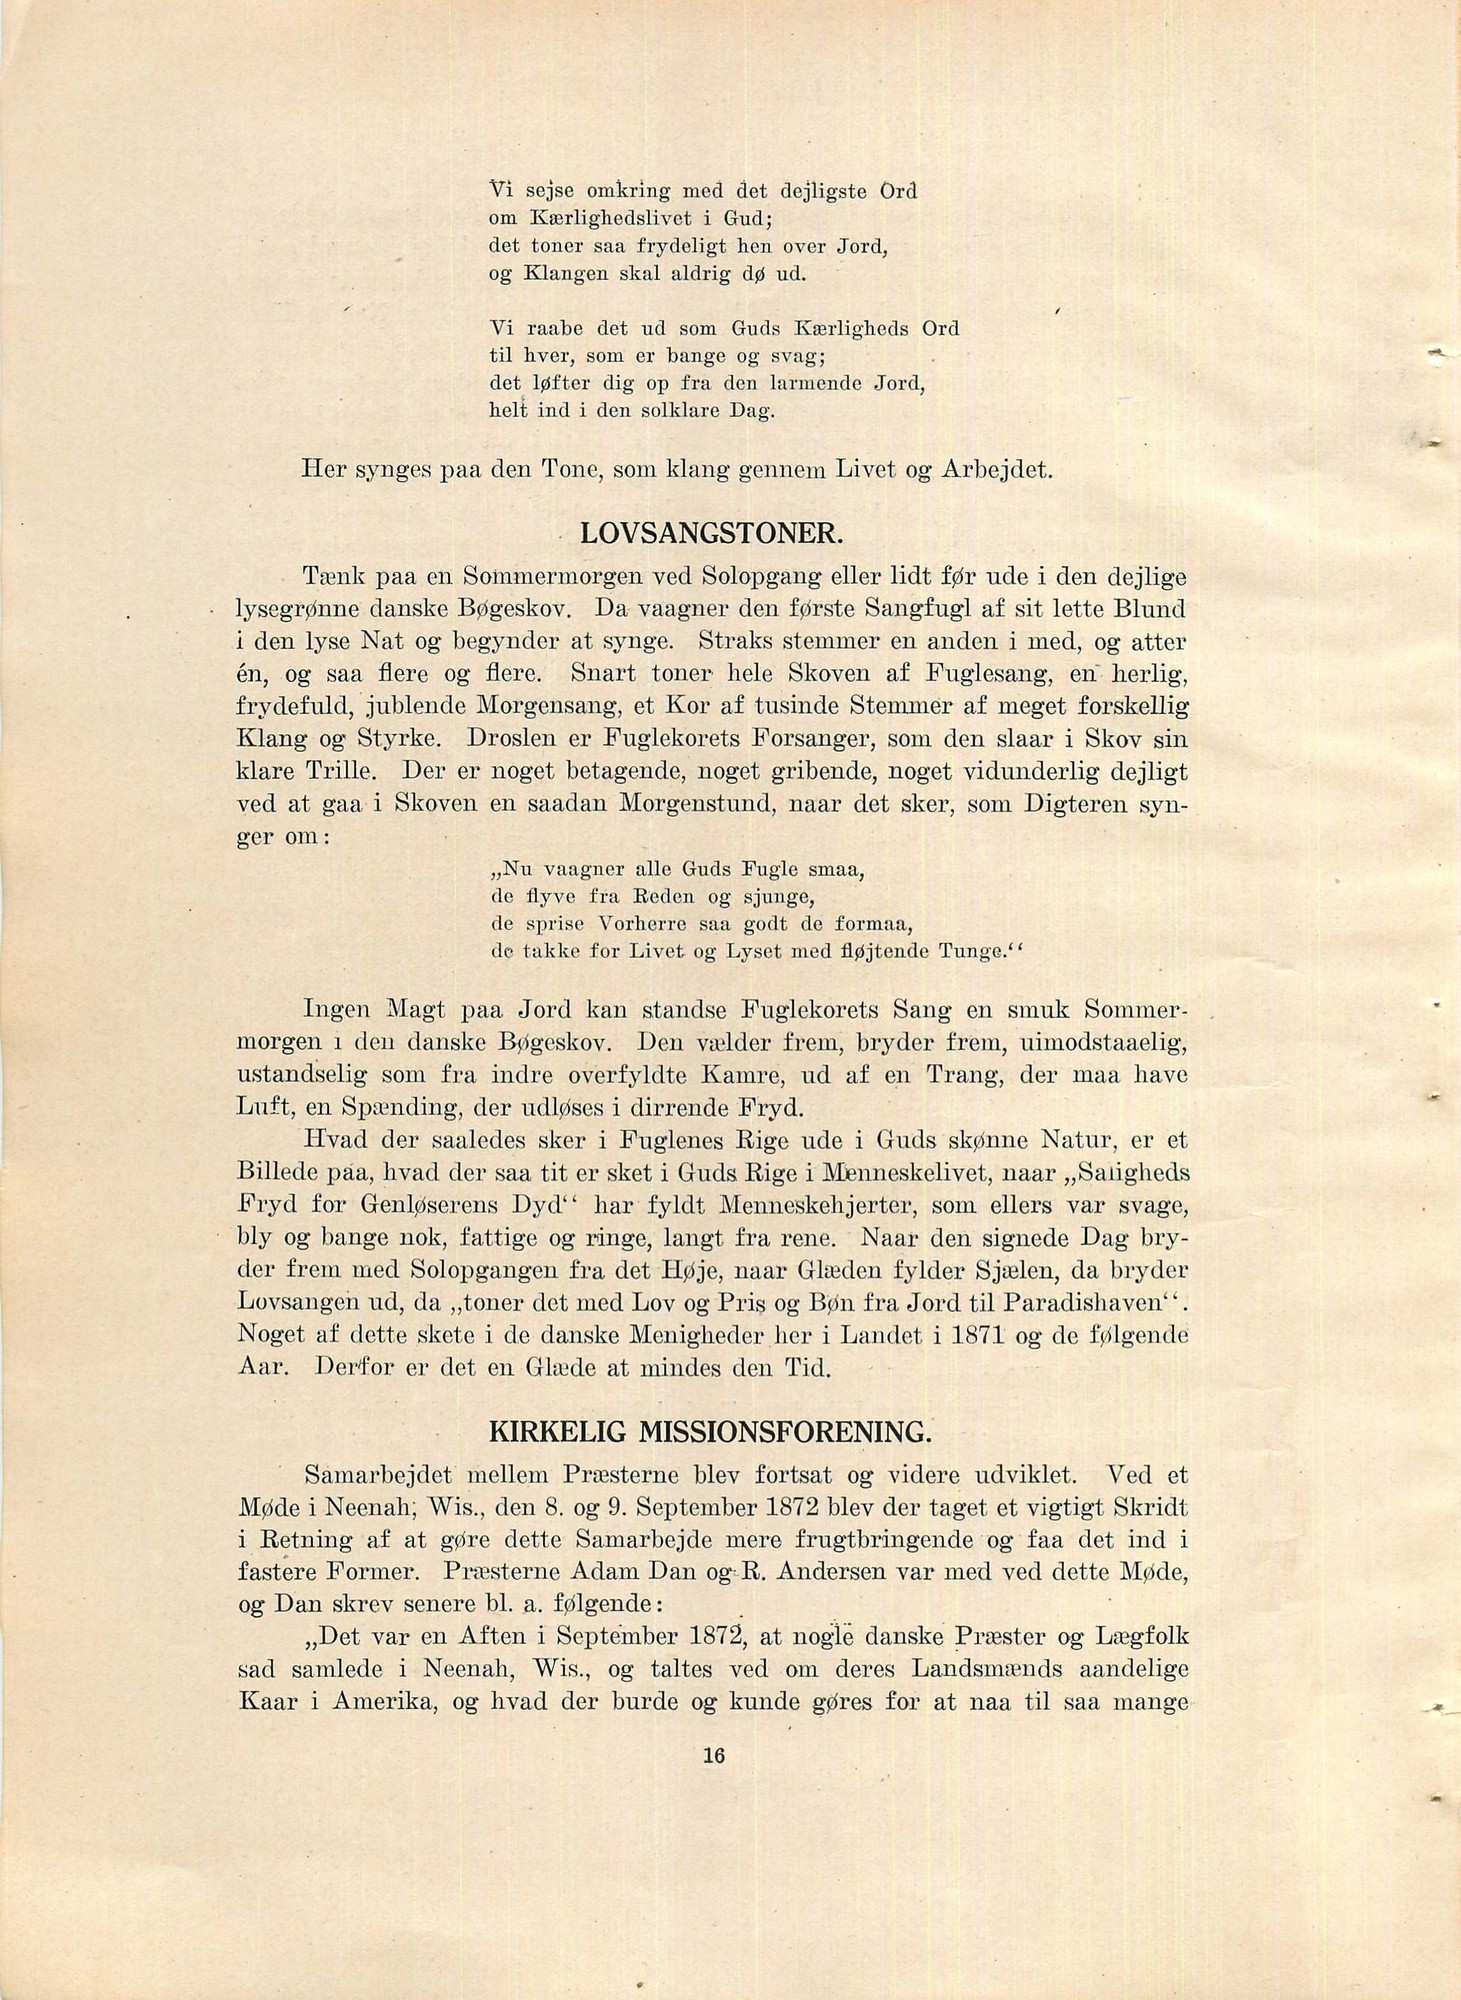 Vi sejse omkring med det dejligste Ord
om Kærlighedslivet i Gud;
det toner saa frydeligt hen over Jord,
og Klangen skal aldrig dø ud.
Vi raabe det ud som Guds Kærligheds Ord
til hver, som er bange og svag;
det løfter dig op fra den larmende Jord,
helt ind i den solklare Dag.
Her synges paa den Tone, som klang gennem Livet og Arbejdet.
LOVSANGSTONER.
Tænk paa en Sommermorgen ved Solopgang eller lidt før ude i den dejlige
lysegrønne danske Bøgeskov. Da vaagner den første Sangfugl af sit lette Blund
i den lyse Nat og begynder at synge. Straks stemmer en anden i med, og atter
én, og saa flere og flere. Snart toner hele Skoven af Fuglesang, en herlig,
frydefuld, jublende Morgensang, et Kor af tusinde Stemmer af meget forskellig
Klang og Styrke. Droslen er Fuglekorets Forsanger, som den slaar i Skov sin
klare Trille. Der er noget betagende, noget gribende, noget vidunderlig dejligt
ved at gaa i Skoven en saadan Morgenstund, naar det sker, som Digteren syn-
ger om:
„Nu vaagner alle Guds Fugle smaa,
de flyve fra Reden og sjunge,
de sprise Vorherre saa godt de formaa,
de takke for Livet og Lyset med fløjtende Tunge.‘‘
Ingen Magt paa Jord kan standse Fuglekorets Sang en smuk Sommer-
morgen i den danske Bøgeskov. Den vælder frem, bryder frem, uimodstaaelig,
ustandselig som fra indre overfyldte Kamre, ud af en Trang, der maa have
Luft, en Spænding, der udløses i dirrende Fryd.
Hvad der saaledes sker i Fuglenes Rige ude i Guds skønne Natur, er et
Billede paa, hvad der saa tit er sket i Guds Rige i Menneskelivet, naar „Saligheds
Fryd for Genløserens Dyd‘‘ har fyldt Menneskehjerter, som ellers var svage,
bly og bange nok, fattige og ringe, langt fra rene. Naar den signede Dag bry-
der frem med Solopgangen fra det Høje, naar Glæden fylder Sjælen, da bryder
Lovsangen ud, da „toner det med Lov og Pris og Bøn fra Jord til Paradishaven‘‘.
Noget af dette skete i de danske Menigheder her i Landet i 1871 og de følgende
Aar. Derfor er det en Glæde at mindes den Tid.
KIRKELIG MISSIONSFORENING.
Samarbejdet mellem Præsterne blev fortsat og videre udviklet. Ved et
Møde i Neenah, Wis., den 8. og 9. September 1872 blev der taget et vigtigt Skridt
i Retning af at gøre dette Samarbejde mere frugtbringende og faa det ind i
fastere Former. Præsterne Adam Dan og R. Andersen var med ved dette Møde,
og Dan skrev senere bl. a. følgende:
„Det var en Aften i September 1872, at nogle danske Præster og Lægfolk
sad samlede i Neenah, Wis., og taltes ved om deres Landsmænds aandelige
Kaar i Amerika, og hvad der burde og kunde gøres for at naa til saa mange
16